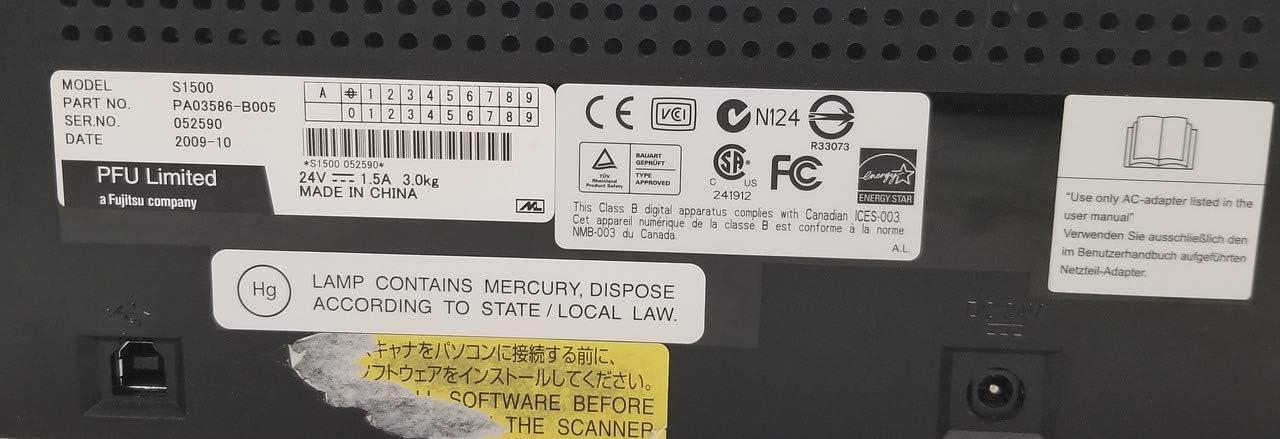 MODEL S1500
PART NO. PA03586-B005
SER.NO. 052590
DATE 2009-10
PFU Limited
a Fujitsu company
A 0 1 2 3 4 5 6 7 8 9
0 1 2 3 4 5 6 7 8 9
*S1500 052590*
24V 1.5A 3.0kg
MADE IN CHINA
CE VCI N124
R33073
TÜV
Rheinland
Product Safety
BAUART
GEPRÜFT
TYPE
APPROVED
CSA
C US
241912
FC
energy
ENERGY STAR
This Class B digital apparatus complies with Canadian ICES-003.
Cet appareil numérique de la classe B est conforme à la norme
NMB-003 du Canada.
A.L.
"Use only AC-adapter listed in the
user manual"
Verwenden Sie ausschließlich den
im Benutzerhandbuch aufgeführten
Netzteil-Adapter.
Hg
LAMP CONTAINS MERCURY, DISPOSE
ACCORDING TO STATE / LOCAL LAW.
DC 24V
キャナをパソコンに接続する前に、
ソフトウェアをインストールしてください。
SOFTWARE BEFORE
THE SCANNER